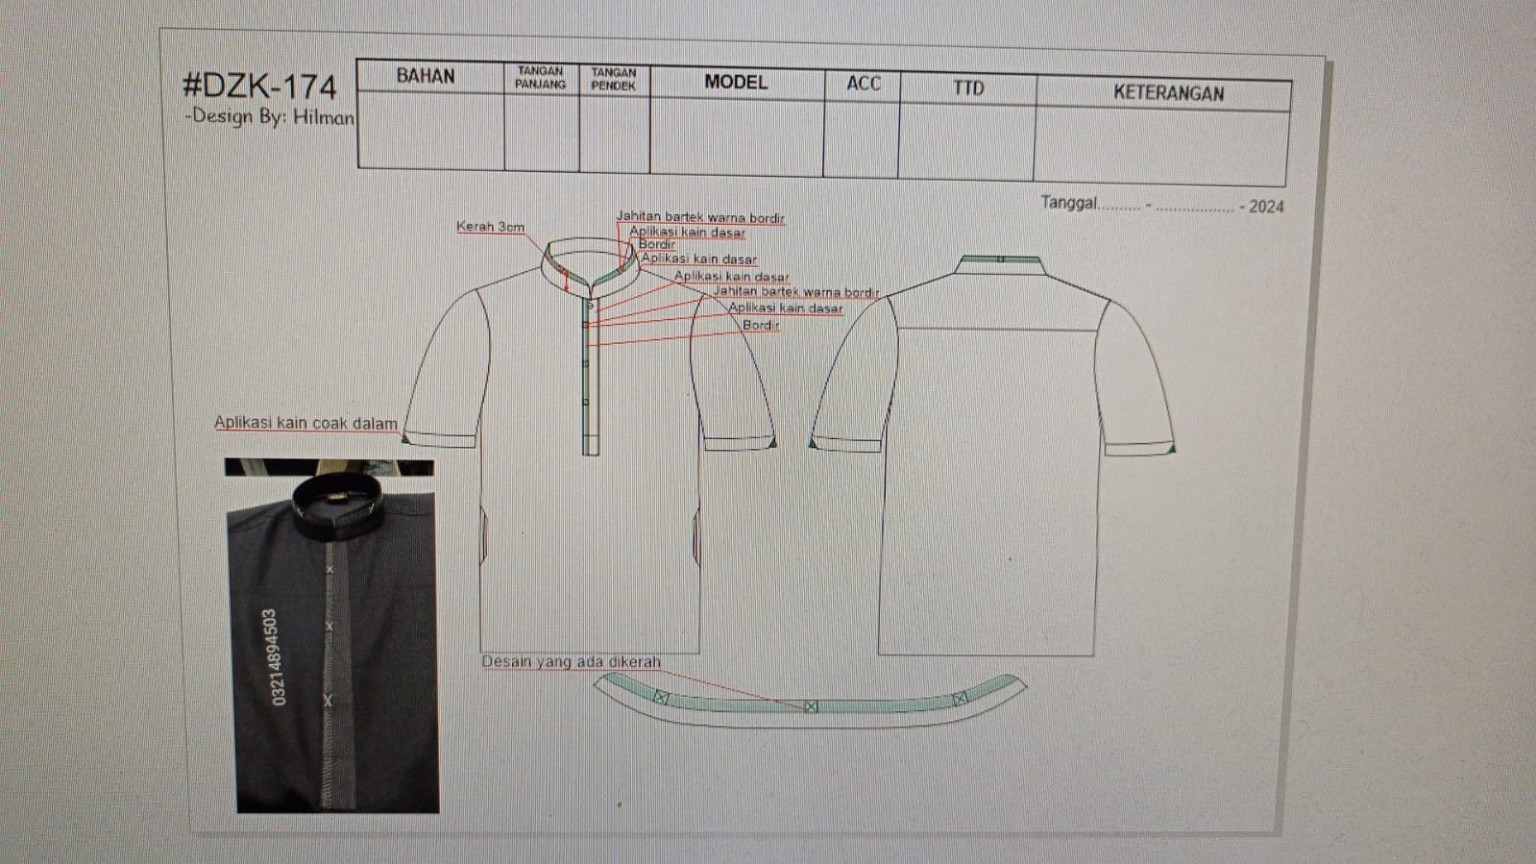 #DZK-174
-Design By: Hilman
BAHAN
TANGAN PANJANG
TANGAN PENDEK
MODEL
ACC
TTD
KETERANGAN
Tanggal.......... - .................. - 2024
Kerah 3cm
Jahitan bartek warna bordir
Aplikasi kain dasar
Bordir
Aplikasi kain dasar
Aplikasi kain dasar
Jahitan bartek warna bordir
Aplikasi kain dasar
Bordir
Aplikasi kain coak dalam
03214894503
Desain yang ada dikerah